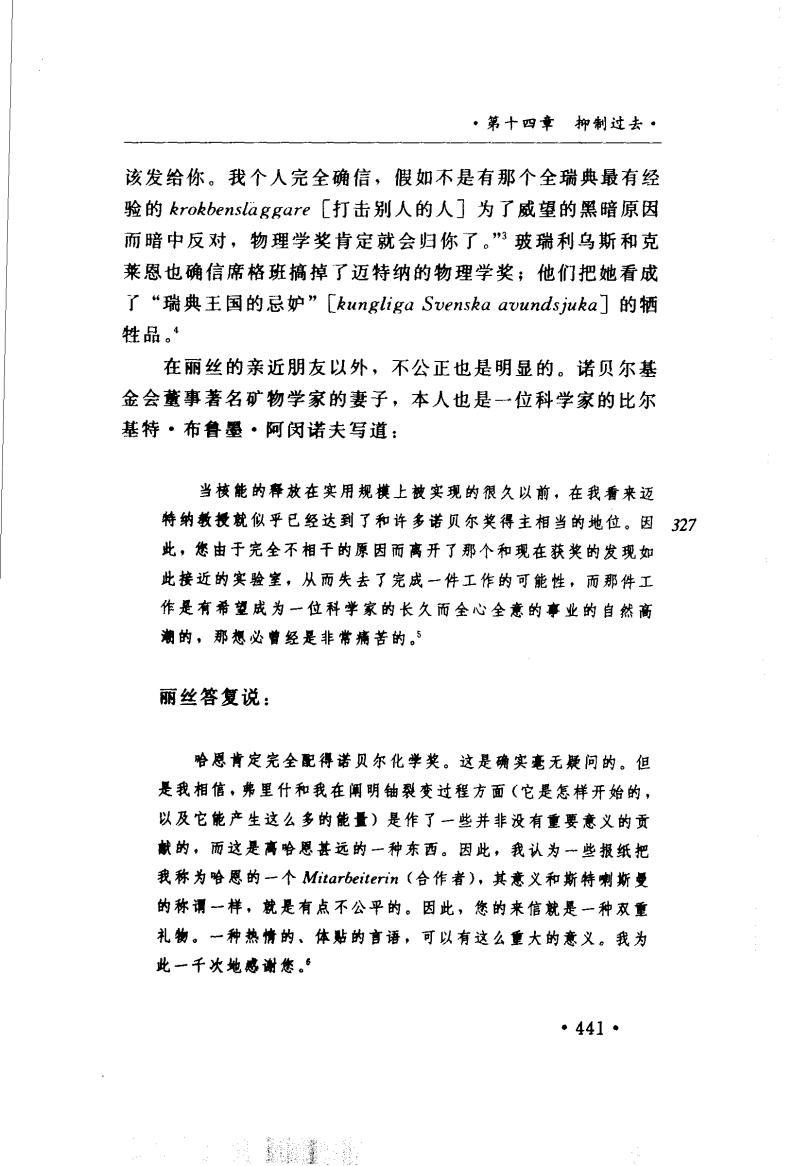 ·第十四章 抑制过去·
该发给你。我个人完全确信，假如不是有那个全瑞典最有经
验的 krokbensläggare［打击别人的人］为了威望的黑暗原因
而暗中反对，物理学奖肯定就会归你了。”³玻瑞利乌斯和克
莱恩也确信席格班搞掉了迈特纳的物理学奖；他们把她看成
了“瑞典王国的忌妒”［kungliga Svenska avundsjuka］的牺
牲品。⁴
在丽丝的亲近朋友以外，不公正也是明显的。诺贝尔基
金会董事著名矿物学家的妻子，本人也是一位科学家的比尔
基特·布鲁墨·阿闵诺夫写道：
当核能的释放在实用规模上被实现的很久以前，在我看来迈
特纳教授就似乎已经达到了和许多诺贝尔奖得主相当的地位。因 327
此，您由于完全不相干的原因而离开了那个和现在获奖的发现如
此接近的实验室，从而失去了完成一件工作的可能性，而那件工
作是有希望成为一位科学家的长久而全心全意的事业的自然高
潮的，那想必曾经是非常痛苦的。⁵
丽丝答复说：
哈恩肯定完全配得诺贝尔化学奖。这是确实毫无疑问的。但
是我相信，弗里什和我在阐明铀裂变过程方面（它是怎样开始的，
以及它能产生这么多的能量）是作了一些并非没有重要意义的贡
献的，而这是离哈恩甚远的一种东西。因此，我认为一些报纸把
我称为哈恩的一个 Mitarbeiterin（合作者），其意义和斯特喇斯曼
的称谓一样，就是有点不公平的。因此，您的来信就是一种双重
礼物。一种热情的、体贴的言语，可以有这么重大的意义。我为
此一千次地感谢您。⁶
·441·